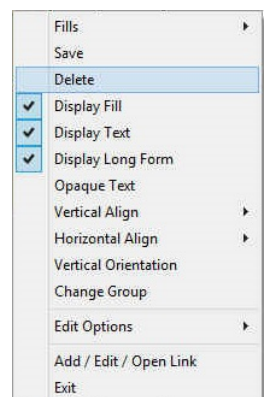 Fills
Save
Delete
Display Fill
Display Text
Display Long Form
Opaque Text
Vertical Align
Horizontal Align
Vertical Orientation
Change Group
Edit Options
Add / Edit / Open Link
Exit